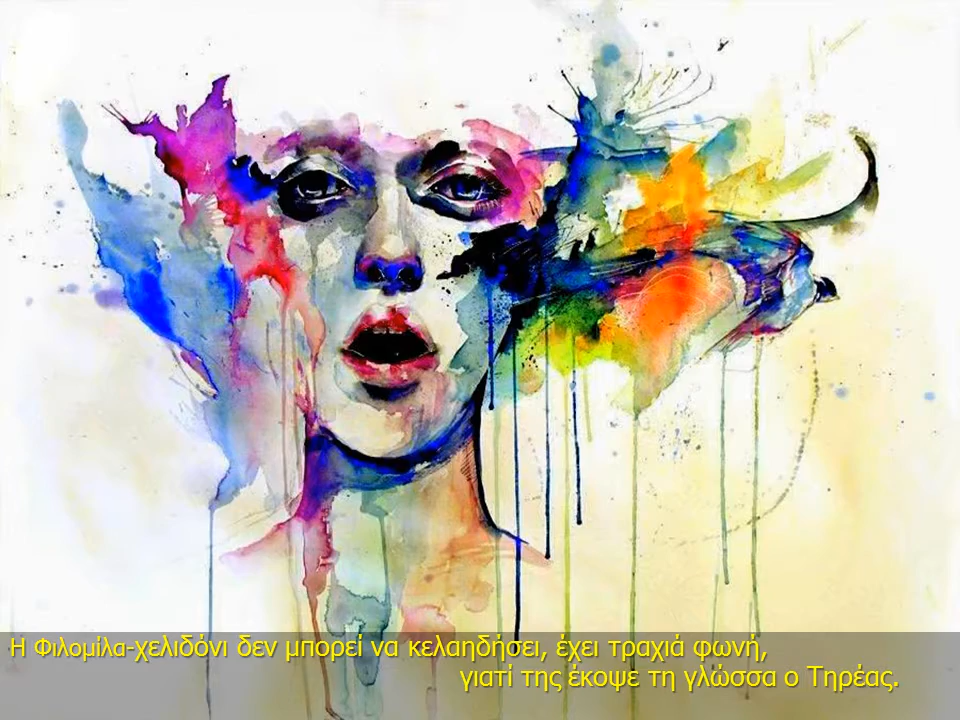 Η Φιλομίλα-χελιδόνι δεν μπορεί να κελαηδήσει, έχει τραχιά φωνή,
γιατί της έκοψε τη γλώσσα ο Τηρέας.